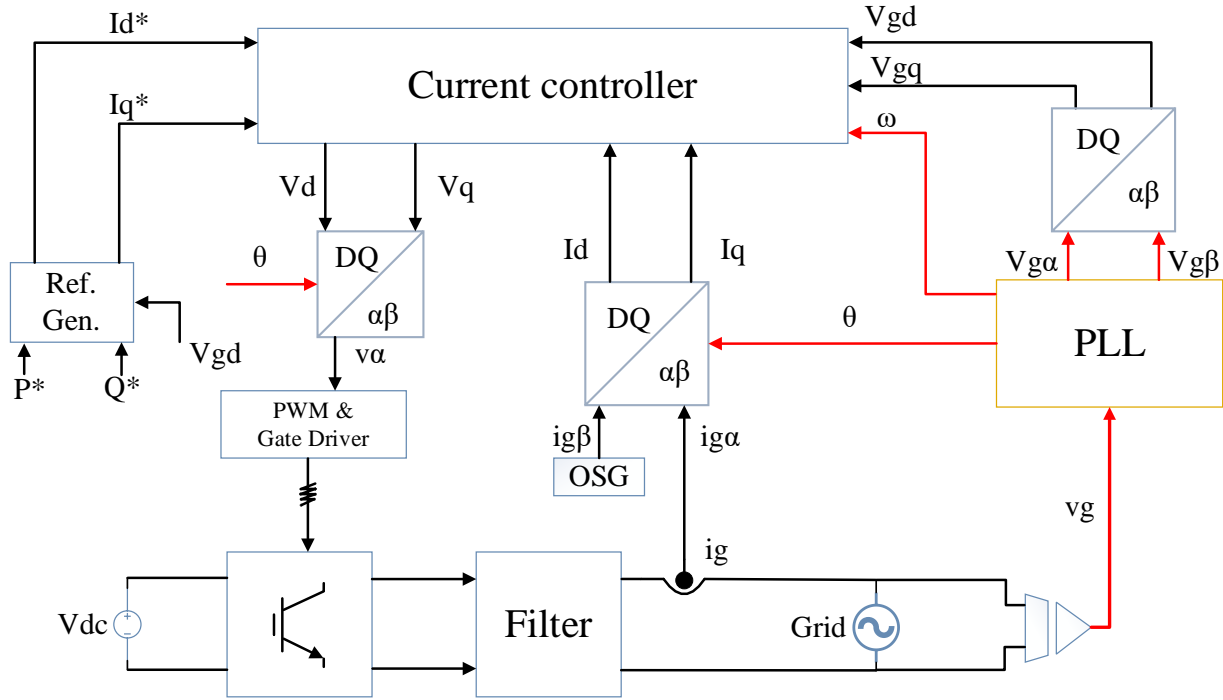 Id*
Vgd
Current controller
Vgq
Iq*
ω
DQ
αβ
Vd
Vq
DQ
αβ
θ
Id
Iq
Vgα
Vgβ
Ref.
Gen.
DQ
αβ
θ
PLL
vα
Vgd
P*
Q*
PWM &
Gate Driver
igβ
igα
OSG
vg
ig
Vdc
Filter
Grid